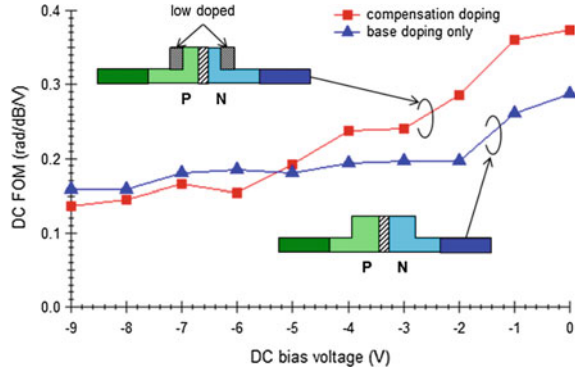 low doped
compensation doping
base doping only
P N
P N
DC FOM (rad/dB/V)
0.4
0.3
0.2
0.1
0.0
-9 -8 -7 -6 -5 -4 -3 -2 -1 0
DC bias voltage (V)